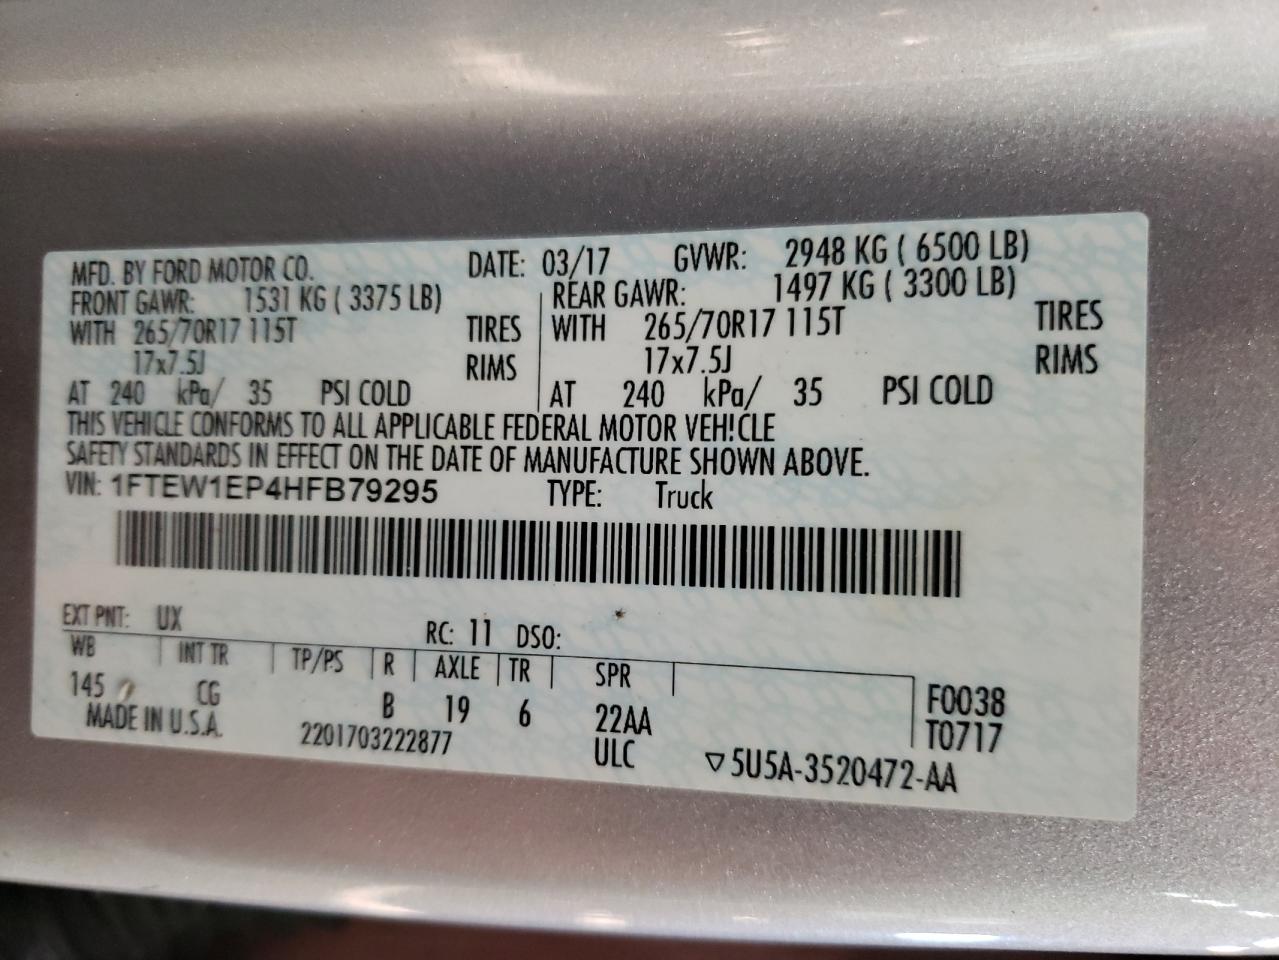 MFD. BY FORD MOTOR CO. DATE: 03/17 GVWR: 2948 KG ( 6500 LB)
FRONT GAWR: 1531 KG ( 3375 LB) REAR GAWR: 1497 KG ( 3300 LB)
WITH 265/70R17 115T TIRES WITH 265/70R17 115T TIRES
17x7.5J RIMS 17x7.5J RIMS
AT 240 kPa/ 35 PSI COLD AT 240 kPa/ 35 PSI COLD
THIS VEHICLE CONFORMS TO ALL APPLICABLE FEDERAL MOTOR VEHICLE
SAFETY STANDARDS IN EFFECT ON THE DATE OF MANUFACTURE SHOWN ABOVE.
VIN: 1FTEW1EP4HFB79295 TYPE: Truck
EXT PNT: UX RC: 11 DSO:
WB INT TR TP/PS R AXLE TR SPR
145 CG B 19 6 22AA F0038
MADE IN U.S.A. 2201703222877 ULC T0717
▽5U5A-3520472-AA